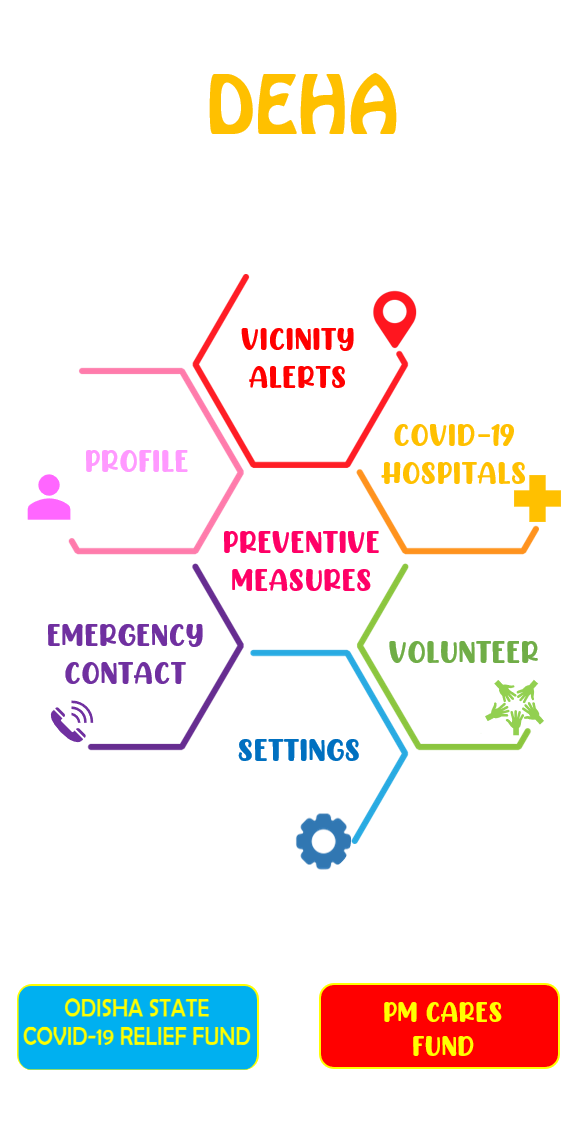 DEHA
VICINITY
ALERTS
PROFILE
COVID-19
HOSPITALS
PREVENTIVE
MEASURES
EMERGENCY
CONTACT
VOLUNTEER
SETTINGS
ODISHA STATE
COVID-19 RELIEF FUND
PM CARES
FUND